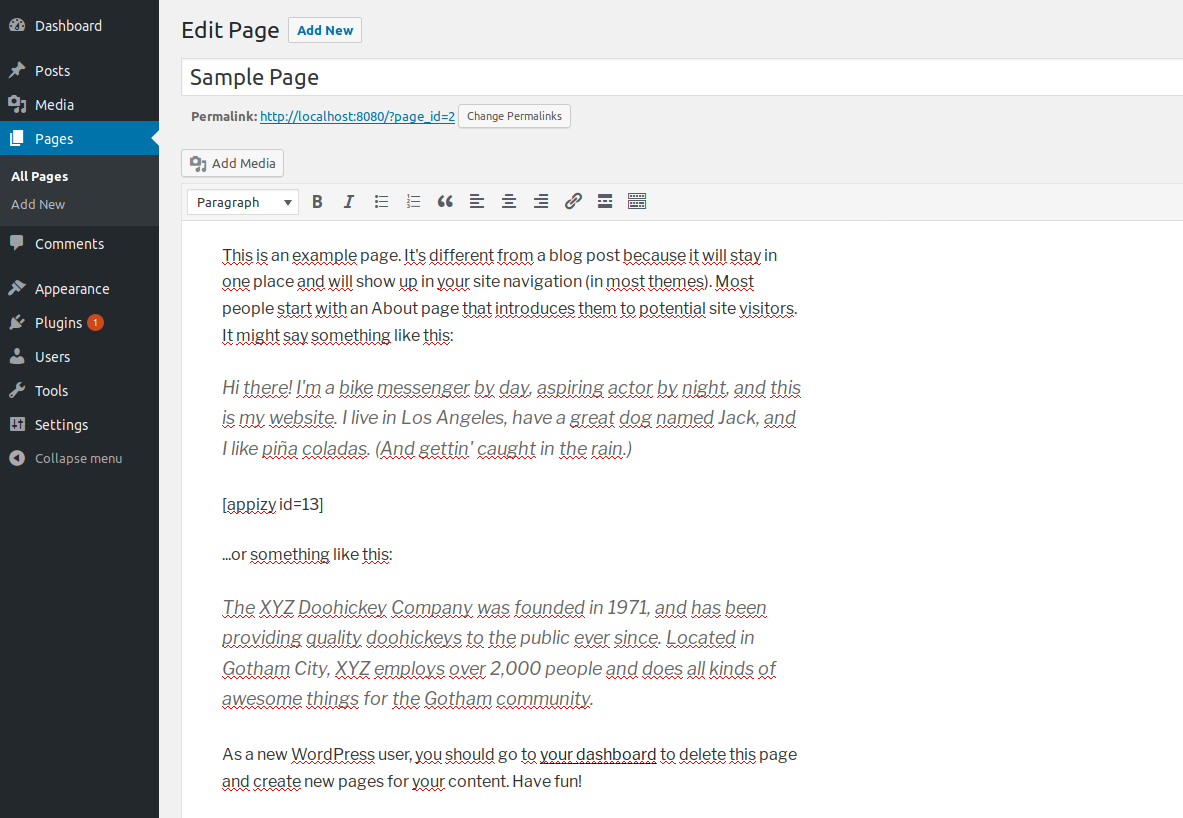 Dashboard
Posts
Media
Pages
All Pages
Add New
Comments
Appearance
Plugins 1
Users
Tools
Settings
Collapse menu
Edit Page Add New
Sample Page
Permalink: http://localhost:8080/?page_id=2 Change Permalinks
Add Media
Paragraph
This is an example page. It's different from a blog post because it will stay in
one place and will show up in your site navigation (in most themes). Most
people start with an About page that introduces them to potential site visitors.
It might say something like this:
Hi there! I'm a bike messenger by day, aspiring actor by night, and this
is my website. I live in Los Angeles, have a great dog named Jack, and
I like piña coladas. (And gettin' caught in the rain.)
[appizy id=13]
...or something like this:
The XYZ Doohickey Company was founded in 1971, and has been
providing quality doohickeys to the public ever since. Located in
Gotham City, XYZ employs over 2,000 people and does all kinds of
awesome things for the Gotham community.
As a new WordPress user, you should go to your dashboard to delete this page
and create new pages for your content. Have fun!